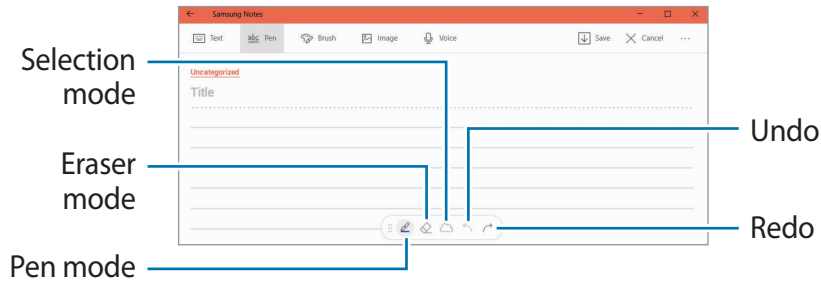 Samsung Notes
Text abc Pen Brush Image Voice Save Cancel
Uncategorized
Title
Selection
mode
Eraser
mode
Pen mode
Undo
Redo